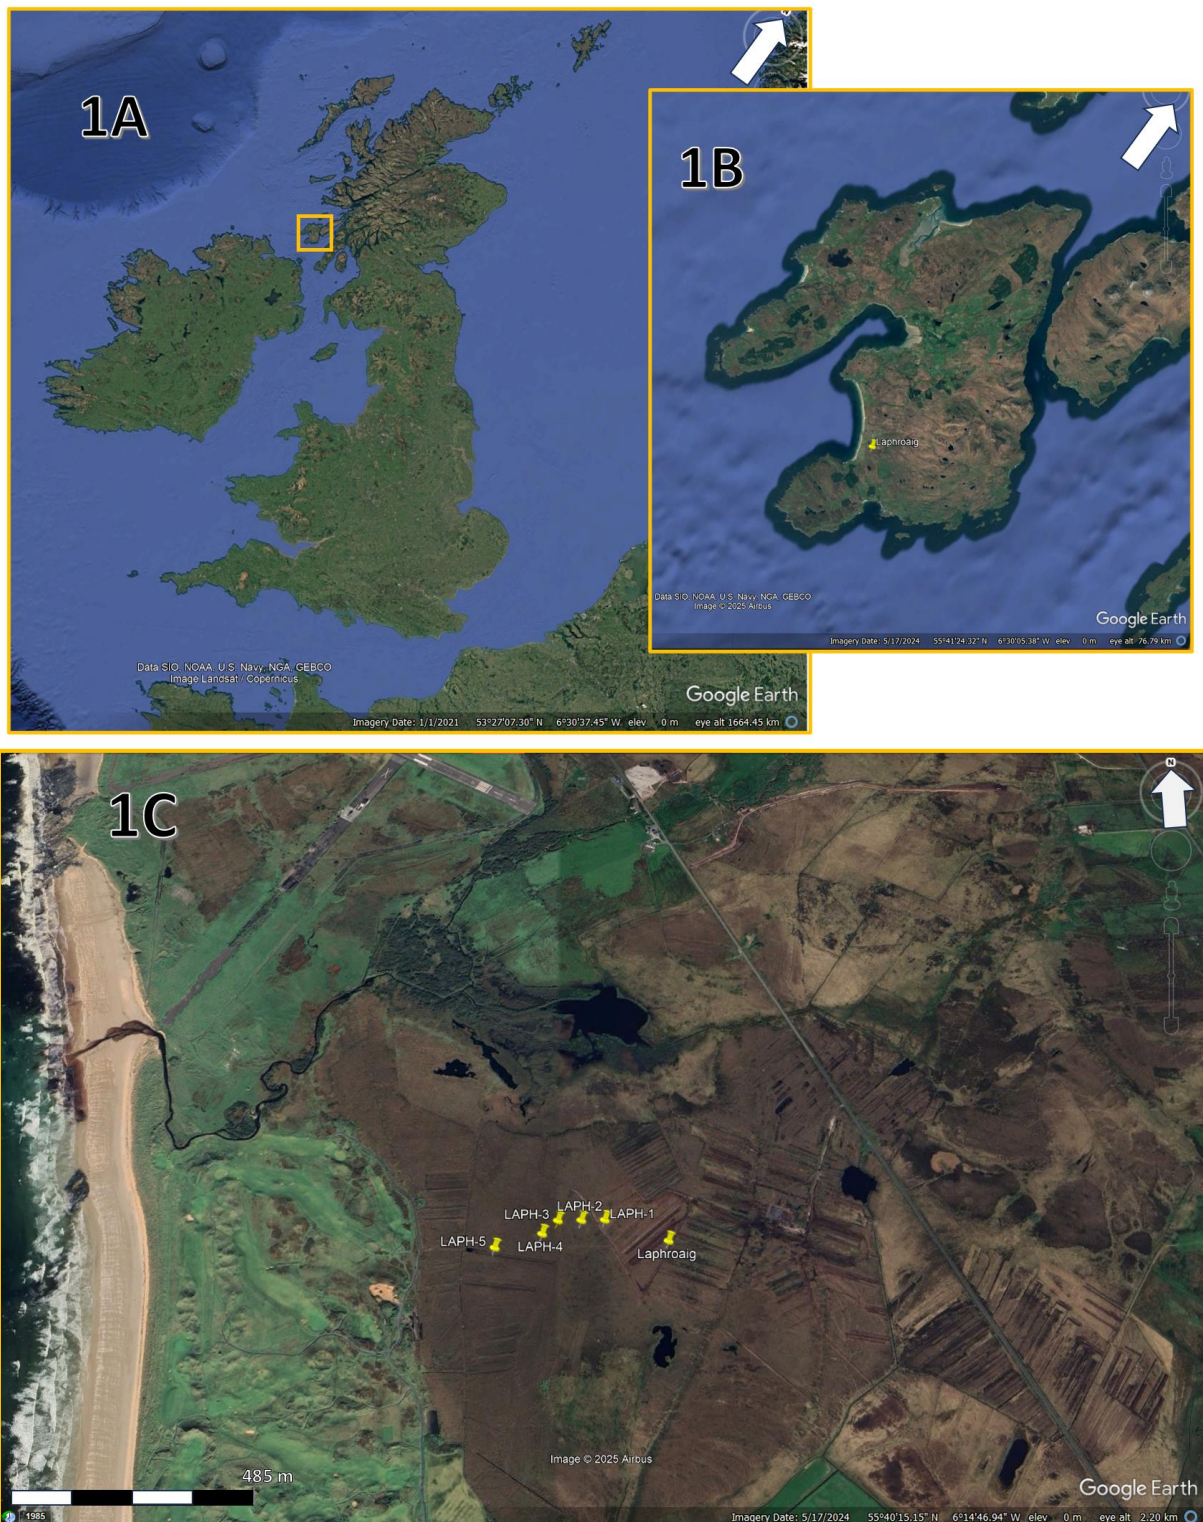 1A
N
Data SIO, NOAA, U.S. Navy, NGA, GEBCO
Image Landsat / Copernicus
Google Earth
Imagery Date: 1/1/2021 53°27'07.30" N 6°30'37.45" W elev 0 m eye alt 1664.45 km
1B
Laphroaig
Data SIO, NOAA, U.S. Navy, NGA, GEBCO
Image © 2025 Airbus
Google Earth
Imagery Date: 5/17/2024 55°41'24.32" N 6°30'05.38" W elev 0 m eye alt 76.79 km
1C
N
LAPH-2
LAPH-3
LAPH-1
LAPH-5
LAPH-4
Laphroaig
Image © 2025 Airbus
485 m
Google Earth
1985
Imagery Date: 5/17/2024 55°40'15.15" N 6°14'46.94" W elev 0 m eye alt 2.20 km